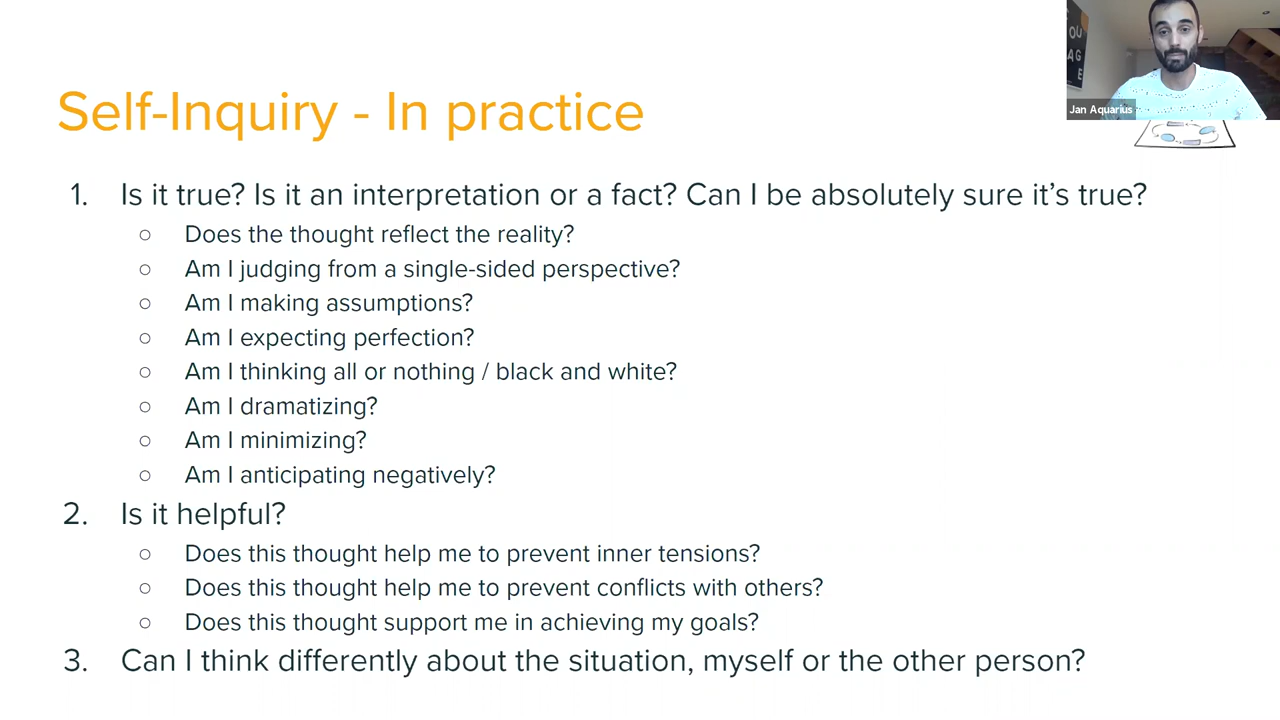 OU
AG
E
Jan Aquarius
Self-Inquiry - In practice
1. Is it true? Is it an interpretation or a fact? Can I be absolutely sure it's true?
○ Does the thought reflect the reality?
○ Am I judging from a single-sided perspective?
○ Am I making assumptions?
○ Am I expecting perfection?
○ Am I thinking all or nothing / black and white?
○ Am I dramatizing?
○ Am I minimizing?
○ Am I anticipating negatively?
2. Is it helpful?
○ Does this thought help me to prevent inner tensions?
○ Does this thought help me to prevent conflicts with others?
○ Does this thought support me in achieving my goals?
3. Can I think differently about the situation, myself or the other person?